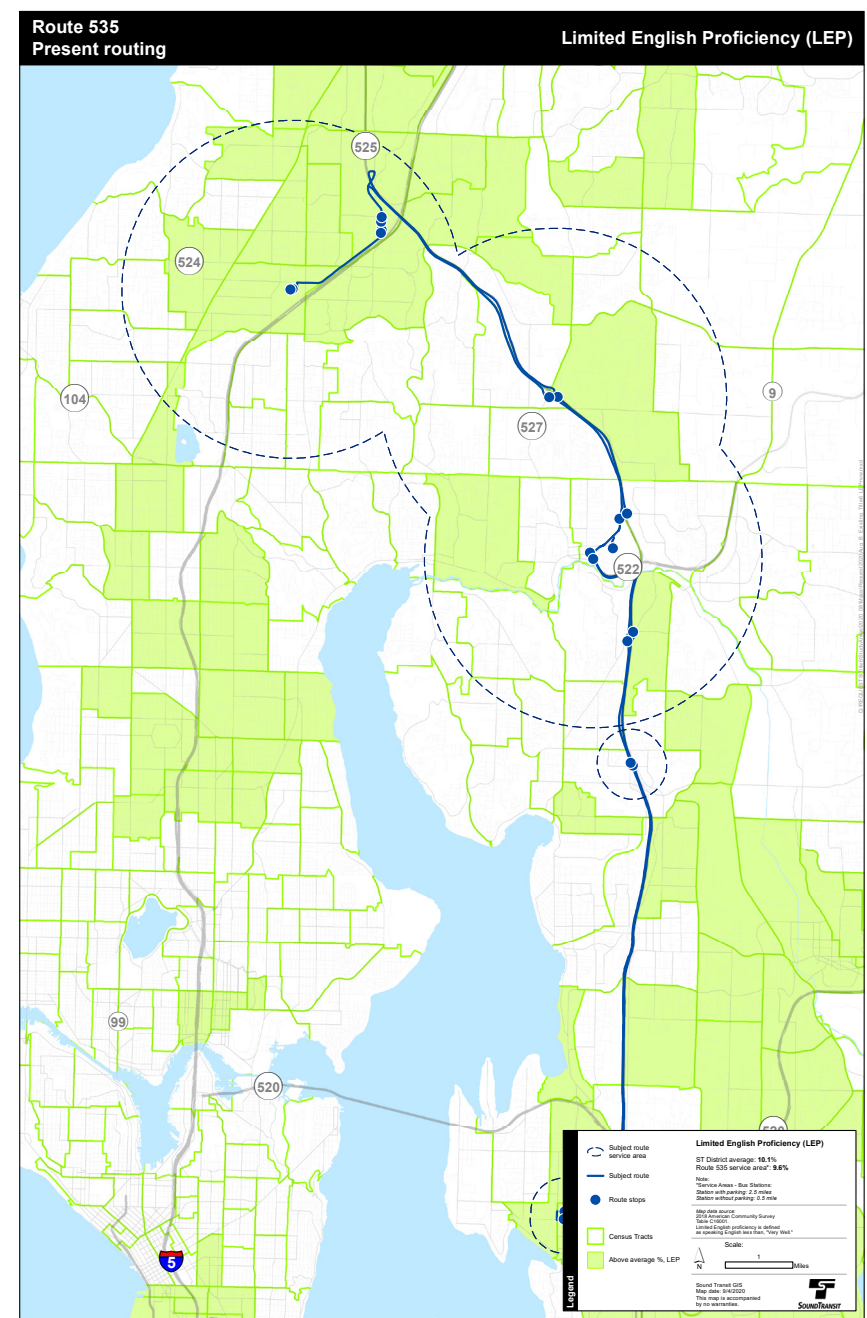 Route 535
Present routing
Limited English Proficiency (LEP)
525
524
104
9
527
522
99
520
520
5
Legend
Subject route
service area
Subject route
Route stops
Census Tracts
Above average %, LEP
Limited English Proficiency (LEP)
ST District average: 10.1%
Route 535 service area*: 9.6%
Note:
*Service Areas - Bus Stations:
Station with parking: 2.5 miles
Station without parking: 0.5 mile
Map data source:
2018 American Community Survey
Table C16001.
Limited English proficiency is defined
as speaking English less than, "Very Well."
Scale:
1
Miles
N
Sound Transit GIS
Map date: 9/4/2020
This map is accompanied
by no warranties.
SOUNDTRANSIT